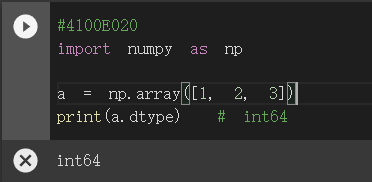 #4100E020
import numpy as np
a = np.array([1, 2, 3])
print(a.dtype) # int64
int64